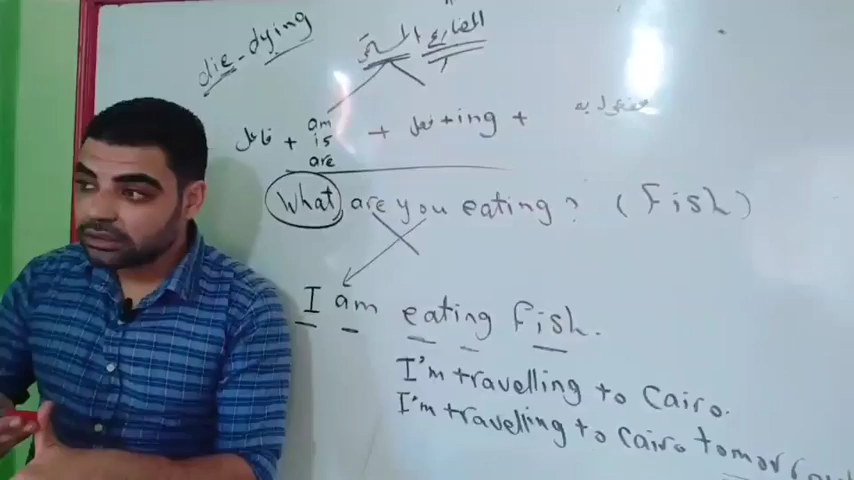 die - dying
المضارع المستمر
فاعل + am is are + فعل + ing + مفعول به
What are you eating? (Fish)
I am eating fish.
I'm travelling to Cairo.
I'm travelling to Cairo